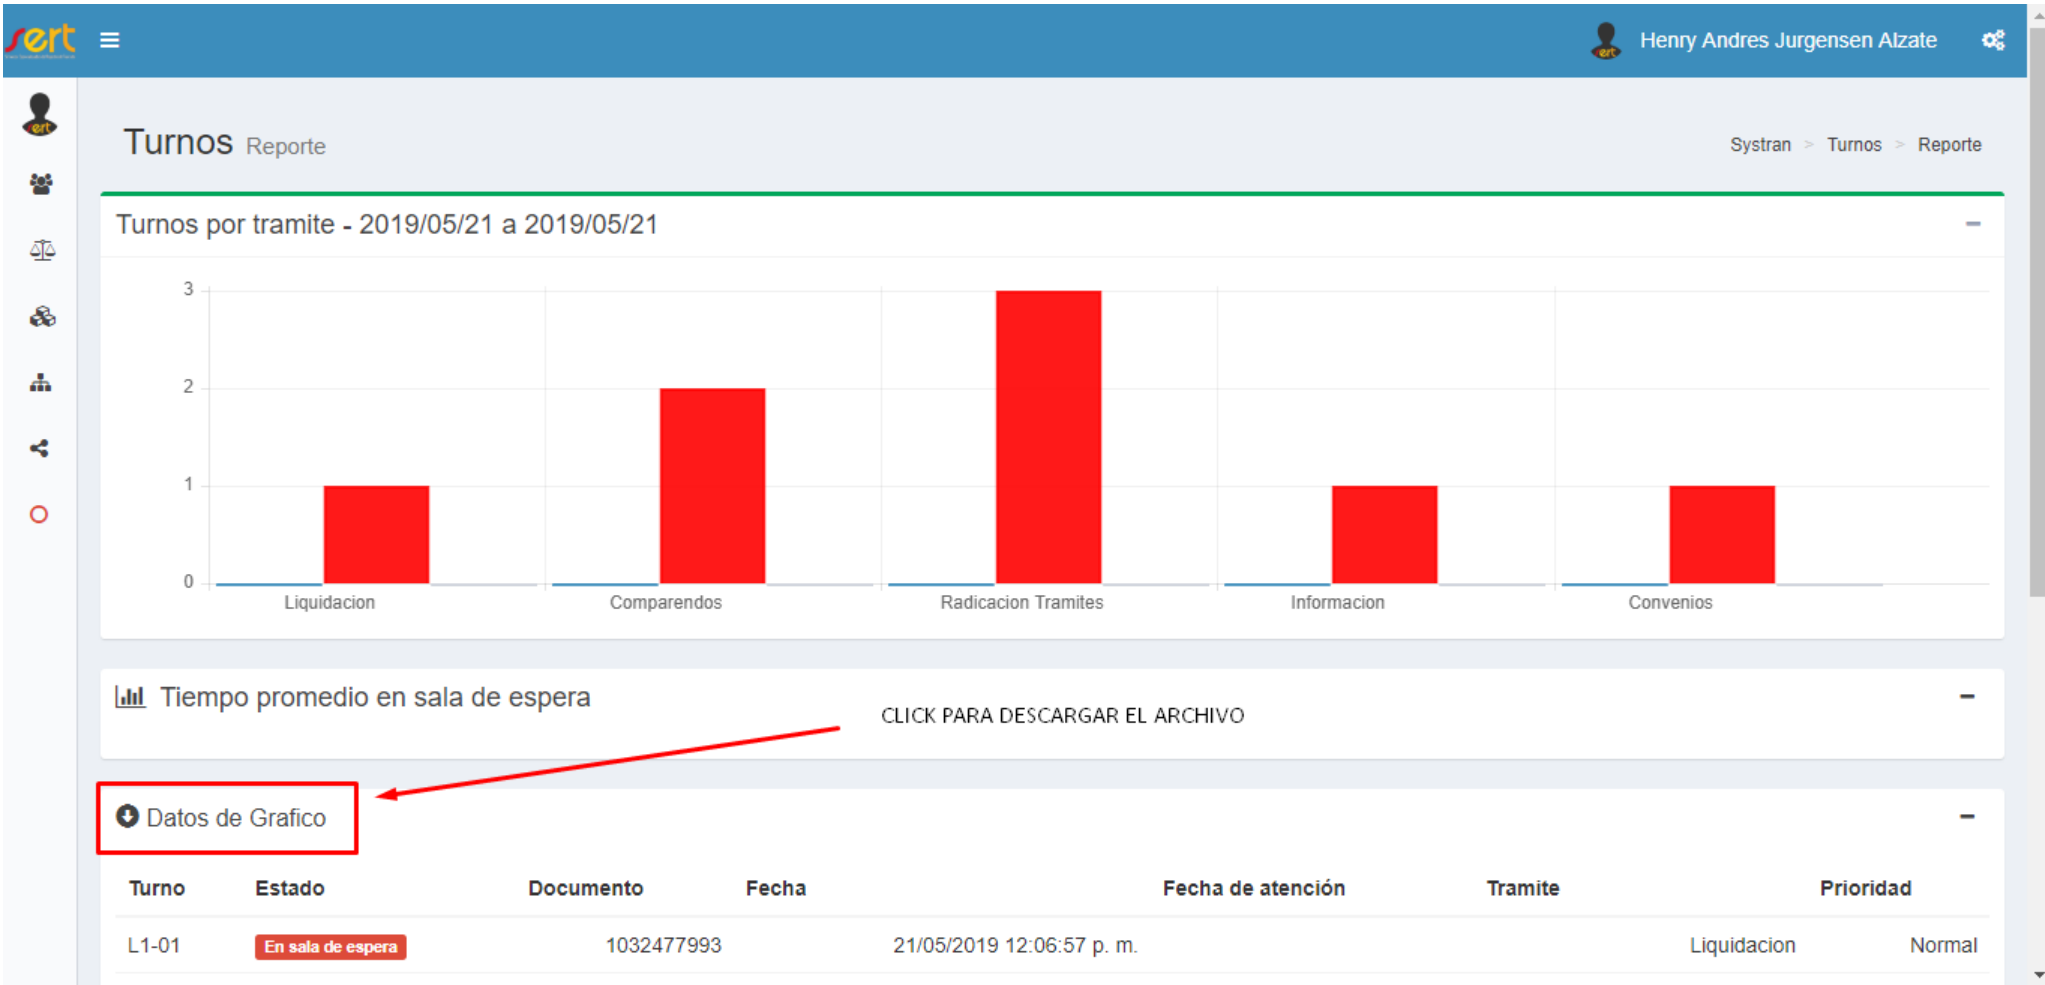 sert
Henry Andres Jurgensen Alzate
Turnos Reporte
Systran > Turnos > Reporte
Turnos por tramite - 2019/05/21 a 2019/05/21
3
2
1
0
Liquidacion Comparendos Radicacion Tramites Informacion Convenios
Tiempo promedio en sala de espera
CLICK PARA DESCARGAR EL ARCHIVO
Datos de Grafico
Turno Estado Documento Fecha Fecha de atención Tramite Prioridad
L1-01 En sala de espera 1032477993 21/05/2019 12:06:57 p. m. Liquidacion Normal